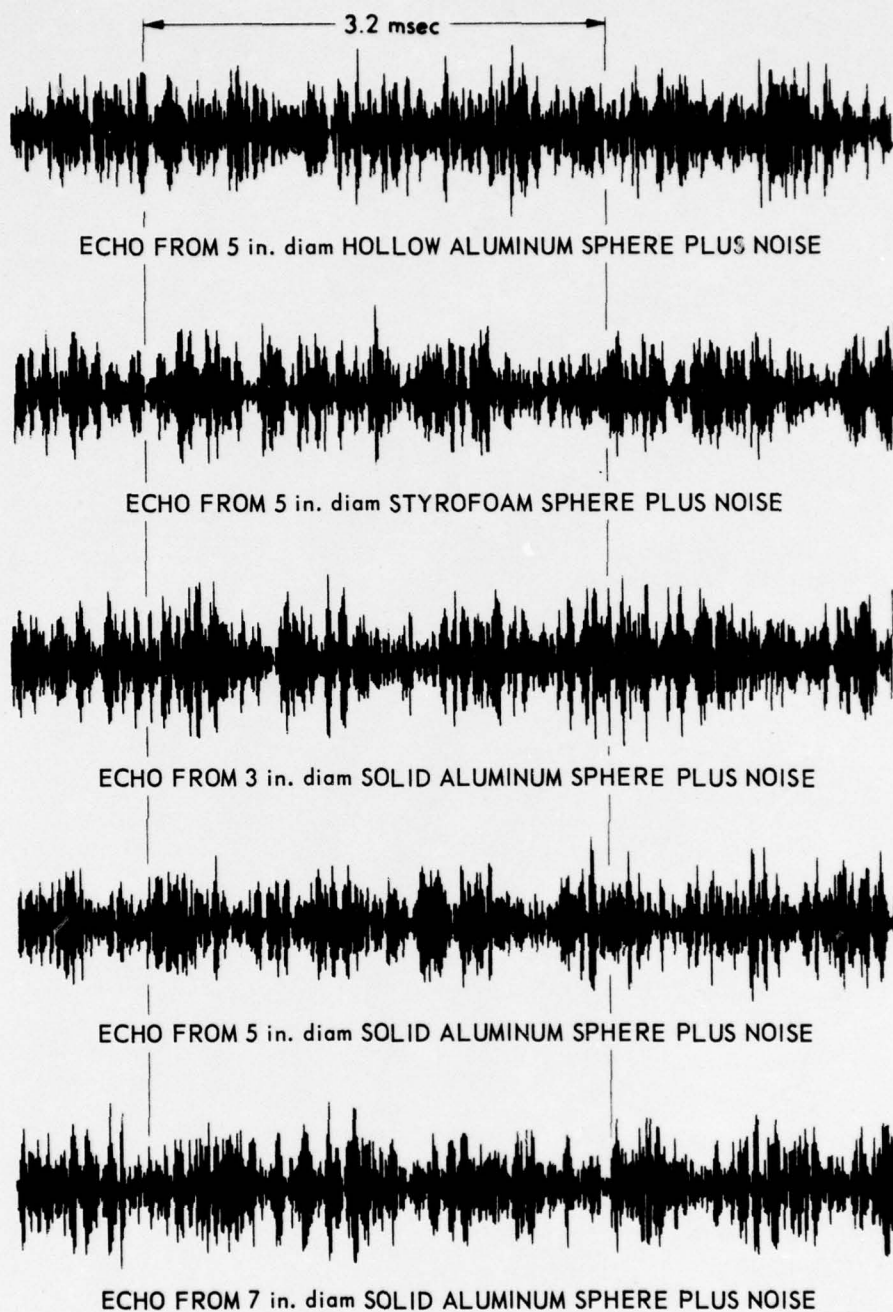 3.2 msec
ECHO FROM 5 in. diam HOLLOW ALUMINUM SPHERE PLUS NOISE
ECHO FROM 5 in. diam STYROFOAM SPHERE PLUS NOISE
ECHO FROM 3 in. diam SOLID ALUMINUM SPHERE PLUS NOISE
ECHO FROM 5 in. diam SOLID ALUMINUM SPHERE PLUS NOISE
ECHO FROM 7 in. diam SOLID ALUMINUM SPHERE PLUS NOISE